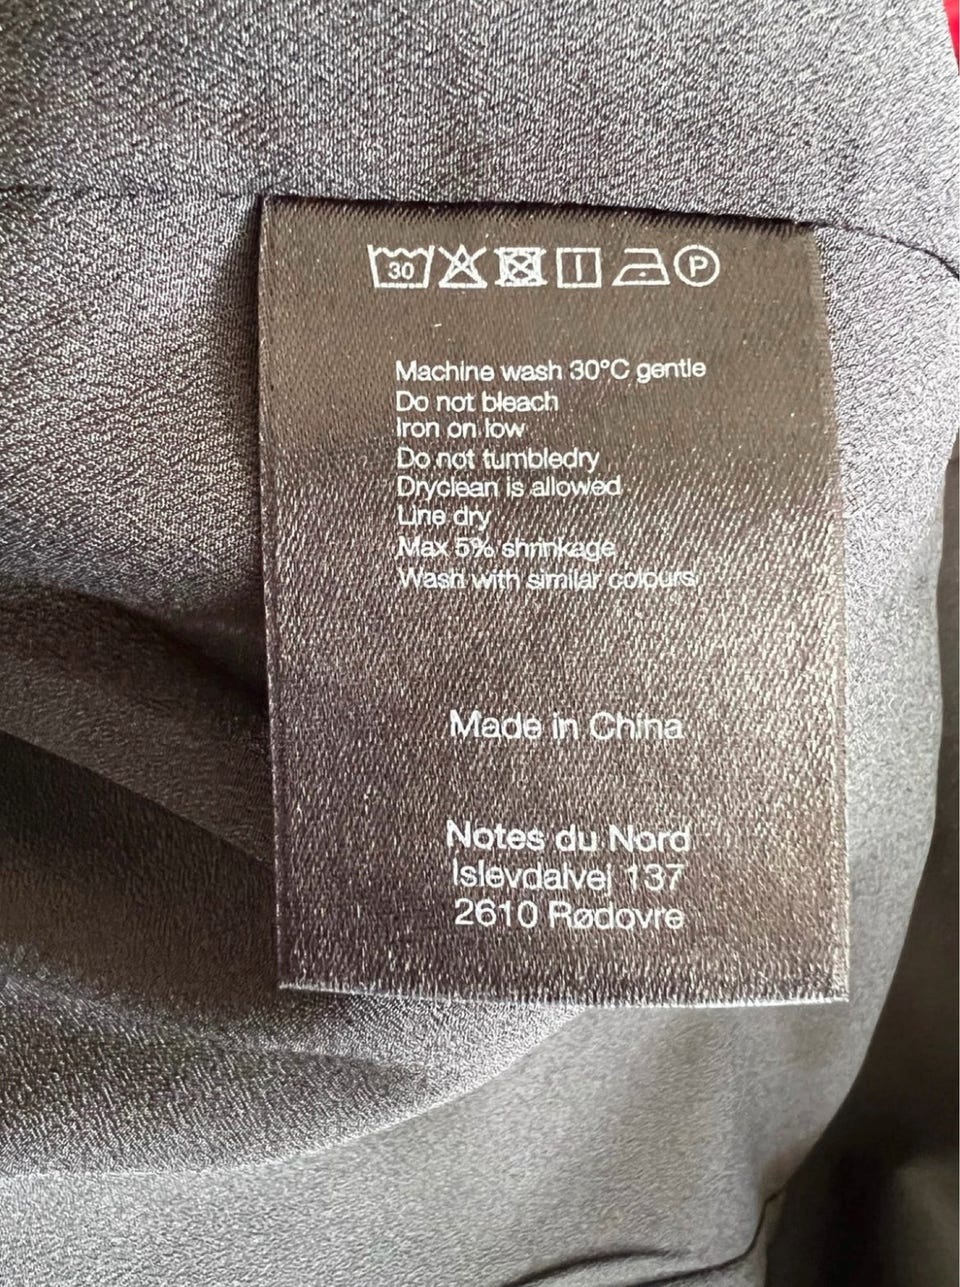 30 P
Machine wash 30°C gentle
Do not bleach
Iron on low
Do not tumbledry
Dryclean is allowed
Line dry
Max 5% shrinkage
Wash with similar colours
Made in China
Notes du Nord
Islevdalvej 137
2610 Rødovre